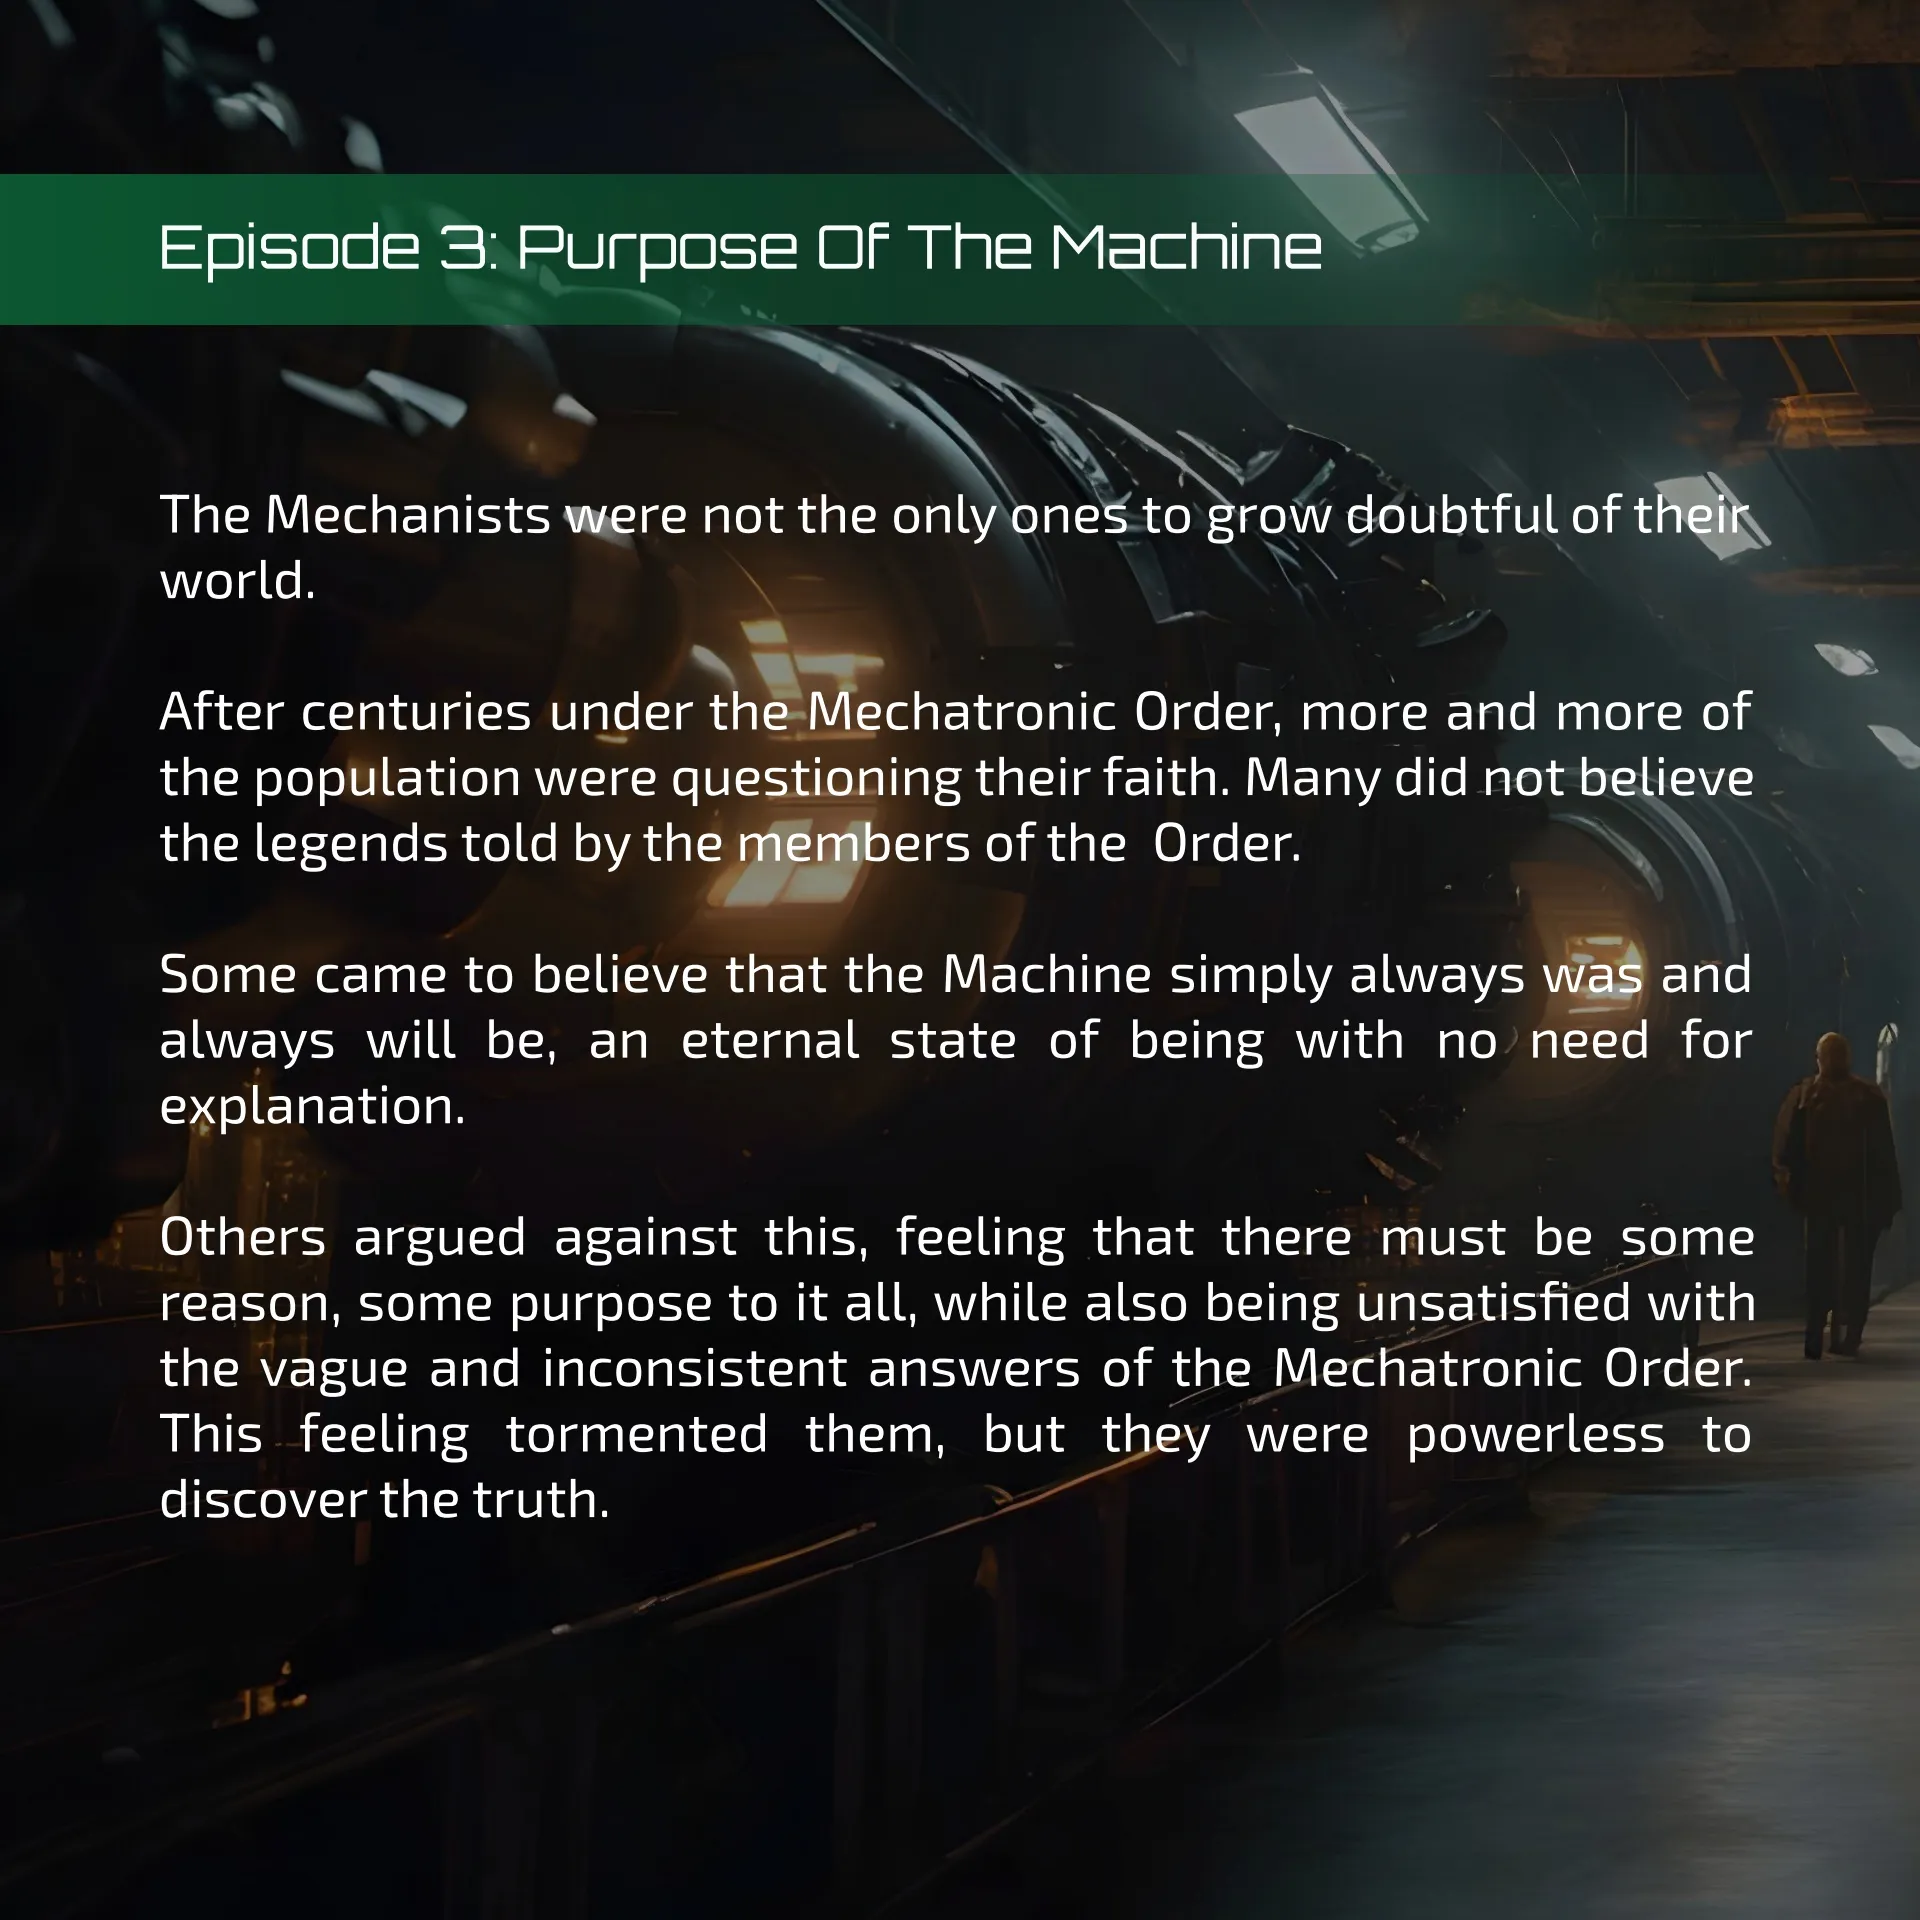 Episode 3: Purpose Of The Machine
The Mechanists were not the only ones to grow doubtful of their
world.
After centuries under the Mechatronic Order, more and more of
the population were questioning their faith. Many did not believe
the legends told by the members of the  Order.
Some came to believe that the Machine simply always was and
always will be, an eternal state of being with no need for
explanation.
Others argued against this, feeling that there must be some
reason, some purpose to it all, while also being unsatisfied with
the vague and inconsistent answers of the Mechatronic Order.
This feeling tormented them, but they were powerless to
discover the truth.